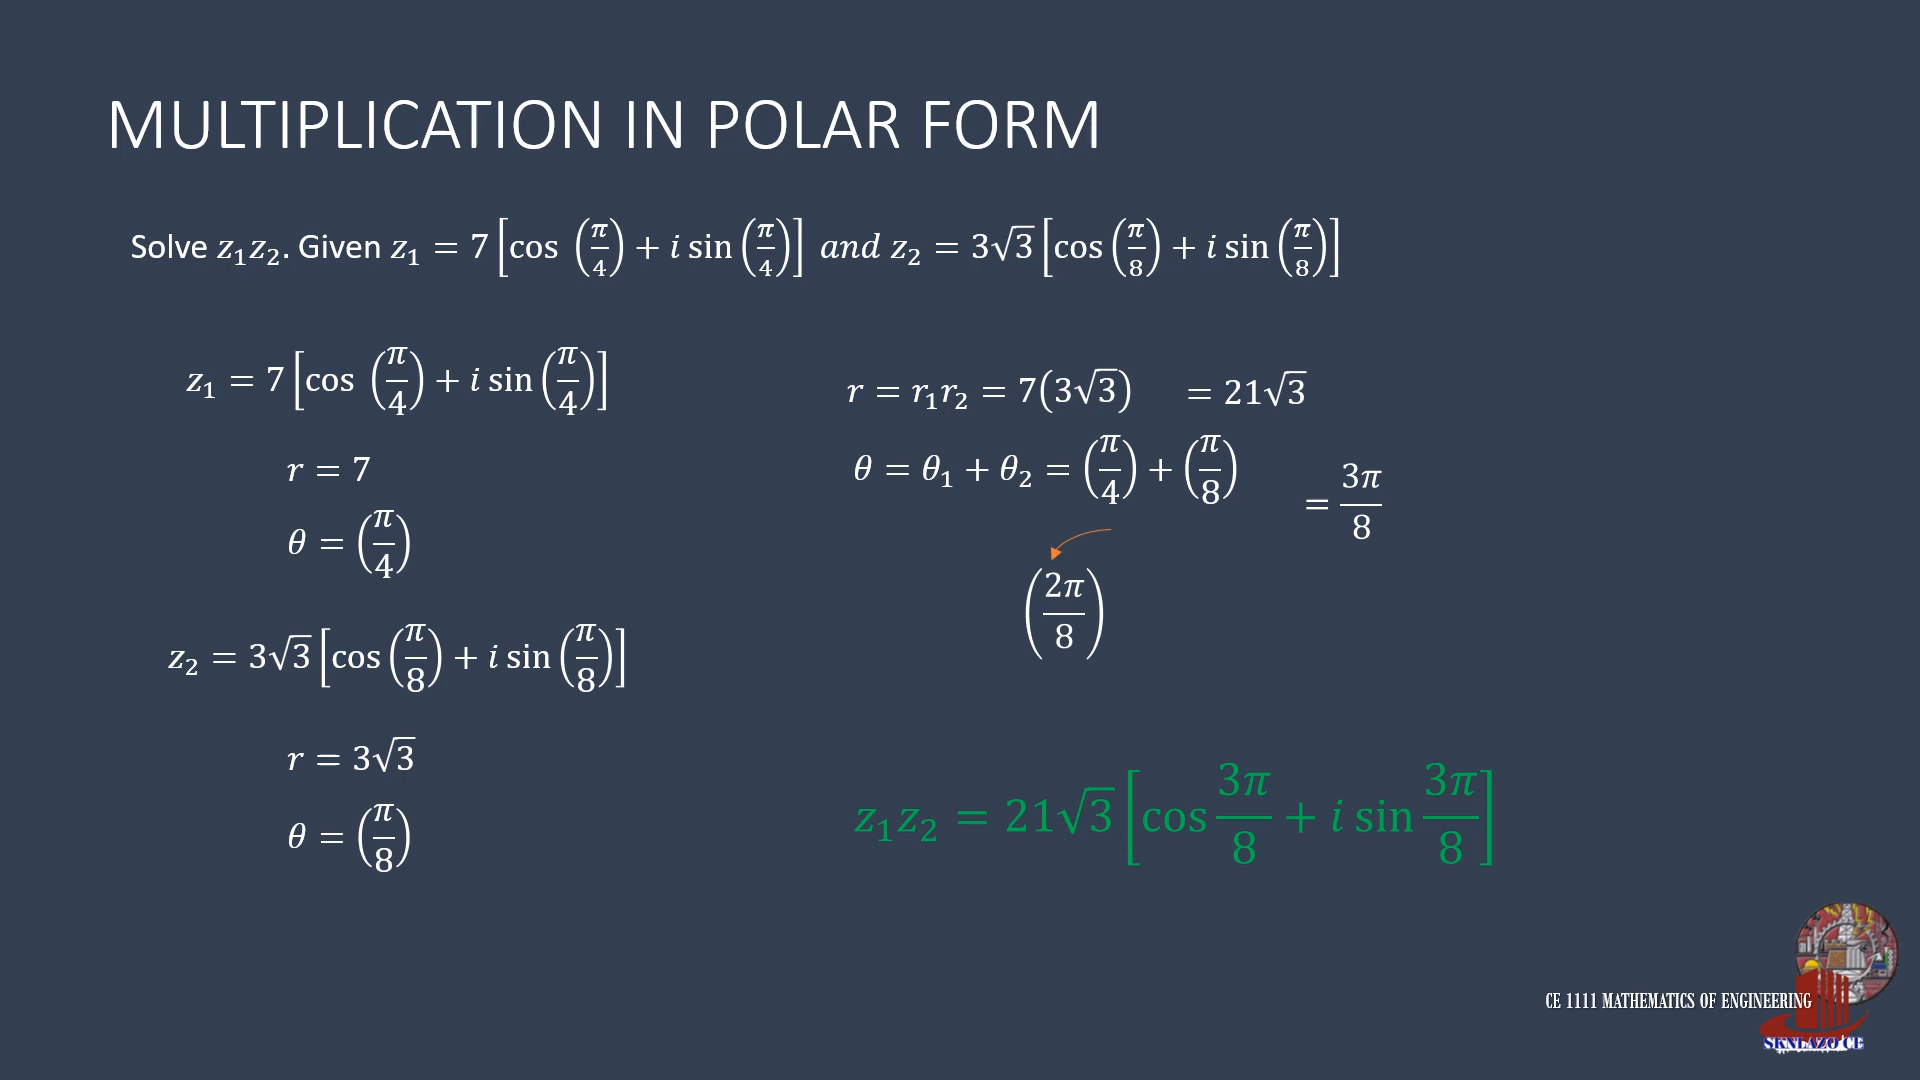 MULTIPLICATION IN POLAR FORM
Solve z₁z₂. Given z₁ = 7 [cos (π/4) + i sin (π/4)] and z₂ = 3√3 [cos (π/8) + i sin (π/8)]
z₁ = 7 [cos (π/4) + i sin (π/4)]
r = 7
θ = (π/4)
z₂ = 3√3 [cos (π/8) + i sin (π/8)]
r = 3√3
θ = (π/8)
r = r₁r₂ = 7(3√3) = 21√3
θ = θ₁ + θ₂ = (π/4) + (π/8) = 3π/8
(2π/8)
z₁z₂ = 21√3 [cos 3π/8 + i sin 3π/8]
CE 1111 MATHEMATICS OF ENGINEERING
SKNLAZO CE